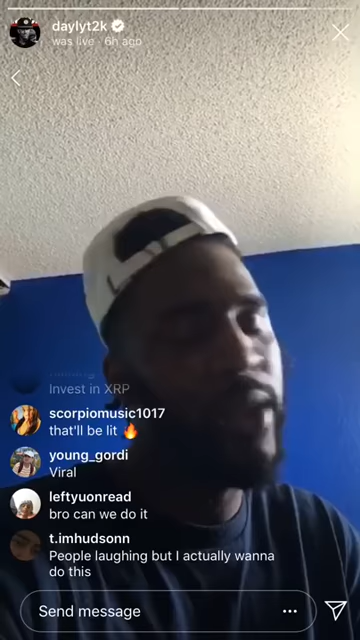 daylyt2k
was live · 6h ago
Invest in XRP
scorpiomusic1017
that'll be lit 🔥
young_gordi
Viral
leftyuonread
bro can we do it
t.imhudsonn
People laughing but I actually wanna
do this
Send message